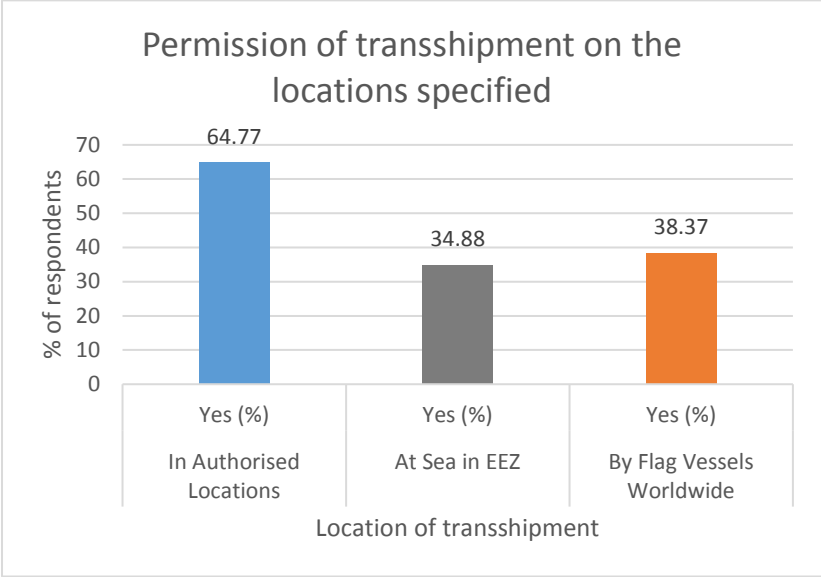 Permission of transshipment on the
locations specified
% of respondents
70
60
50
40
30
20
10
0
64.77
34.88
38.37
Yes (%)
Yes (%)
Yes (%)
In Authorised
Locations
At Sea in EEZ
By Flag Vessels
Worldwide
Location of transshipment